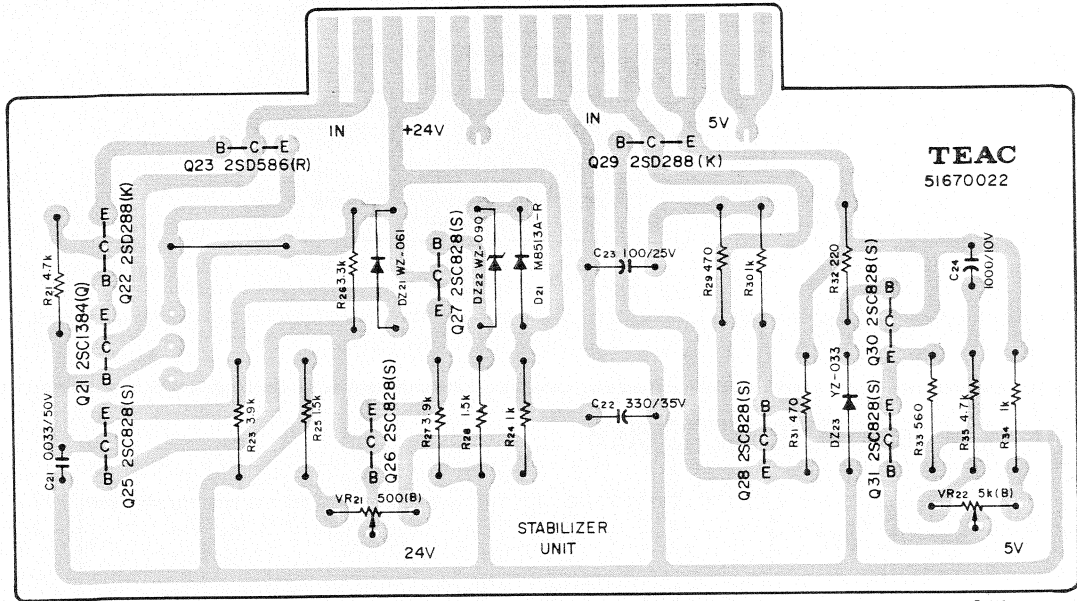 IN
+24V
IN
5V
B C E
Q23 2SD586(R)
B C E
Q29 2SD288(K)
TEAC
51670022
R21 4.7k
E C B
Q22 2SD288(K)
E C B
Q21 2SC1384(Q)
E C B
Q25 2SC828(S)
C21 0.033/50V
R23 3.9k
R25 1.5k
R26 3.3k
DZ21 WZ-061
B C E
Q27 2SC828(S)
DZ22 WZ-090
D21 M8513A-R
E C B
Q26 2SC828(S)
R27 3.9k
R28 1.5k
R24 1k
C23 100/25V
C22 330/35V
R29 470
R30 1k
R32 220
B C E
Q30 2SC828(S)
C24 1000/10V
B C E
Q28 2SC828(S)
R31 470
DZ23 YZ-033
E C B
Q31 2SC828(S)
R33 560
R35 4.7k
R34 1k
VR21 500(B)
VR22 5k(B)
24V
STABILIZER
UNIT
5V